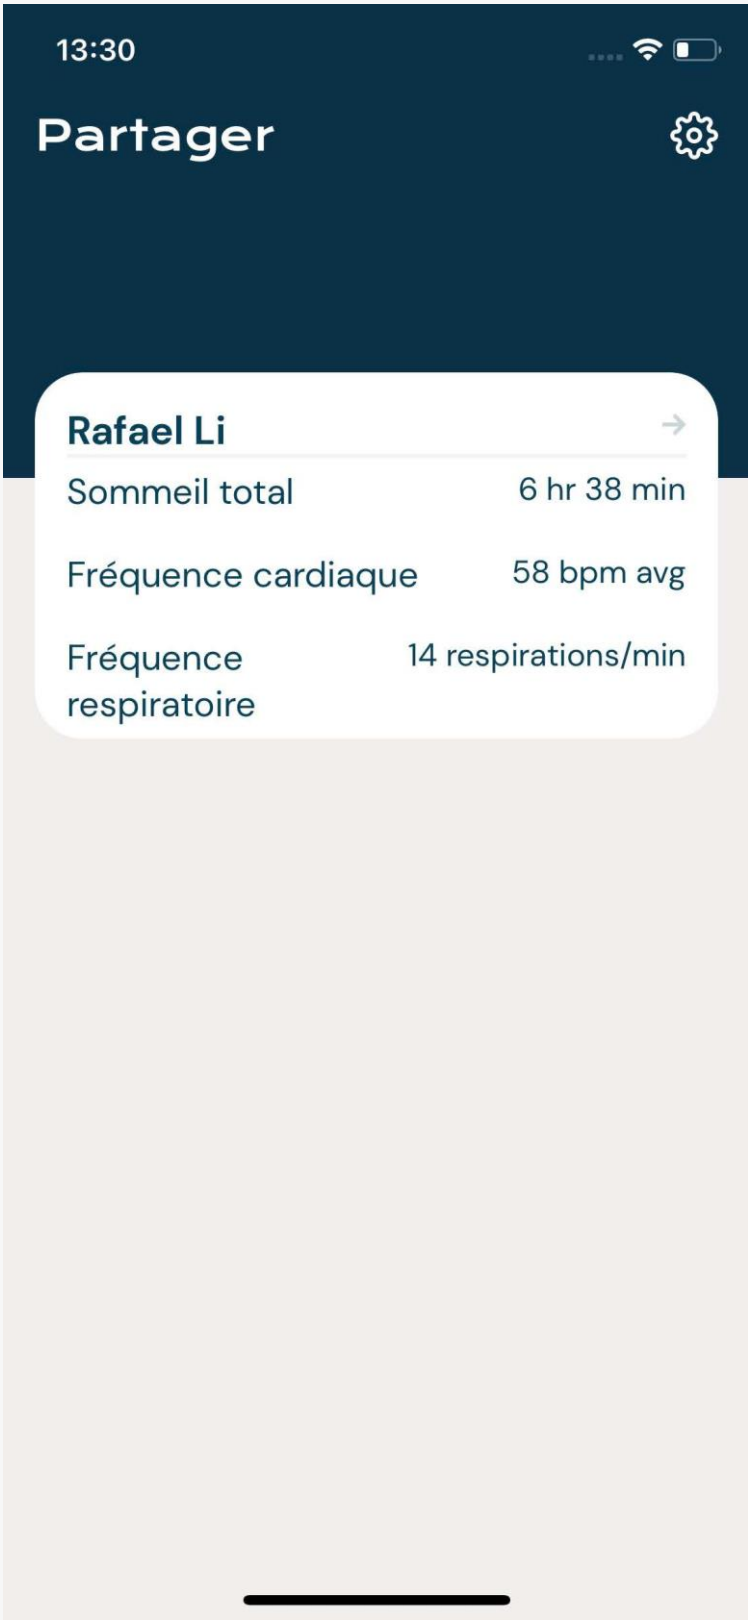 13:30
Partager
Rafael Li
Sommeil total 6 hr 38 min
Fréquence cardiaque 58 bpm avg
Fréquence 14 respirations/min
respiratoire